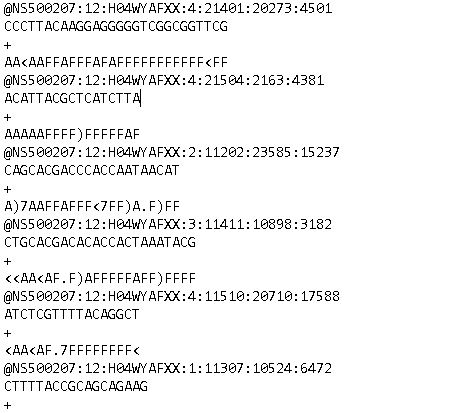 @NS500207:12:H04WYAFXX:4:21401:20273:4501
CCCTTACAAGGAGGGGGTCGGCGGTTCG
+
AA<AAFFAFFFAFAFFFFFFFFFFF<FF
@NS500207:12:H04WYAFXX:4:21504:2163:4381
ACATTACGCTCATCTTA
+
AAAAAFFFF)FFFFFAF
@NS500207:12:H04WYAFXX:2:11202:23585:15237
CAGCACGACCCACCAATAACAT
+
A)7AAFFAFFF<7FF)A.F)FF
@NS500207:12:H04WYAFXX:3:11411:10898:3182
CTGCACGACACACCACTAAATACG
+
<<AA<AF.F)AFFFFFAFF)FFFF
@NS500207:12:H04WYAFXX:4:11510:20710:17588
ATCTCGTTTTACAGGCT
+
<AA<AF.7FFFFFFFF<
@NS500207:12:H04WYAFXX:1:11307:10524:6472
CTTTTACCGCAGCAGAAG
+